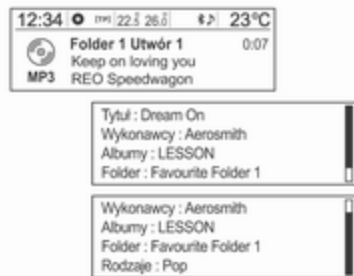 12:34 [TP] 22.5 26.0 23°C
Folder 1 Utwór 1 0:07
Keep on loving you
MP3 REO Speedwagon
Tytuł : Dream On
Wykonawcy : Aerosmith
Albumy : LESSON
Folder : Favourite Folder 1
Wykonawcy : Aerosmith
Albumy : LESSON
Folder : Favourite Folder 1
Rodzaje : Pop